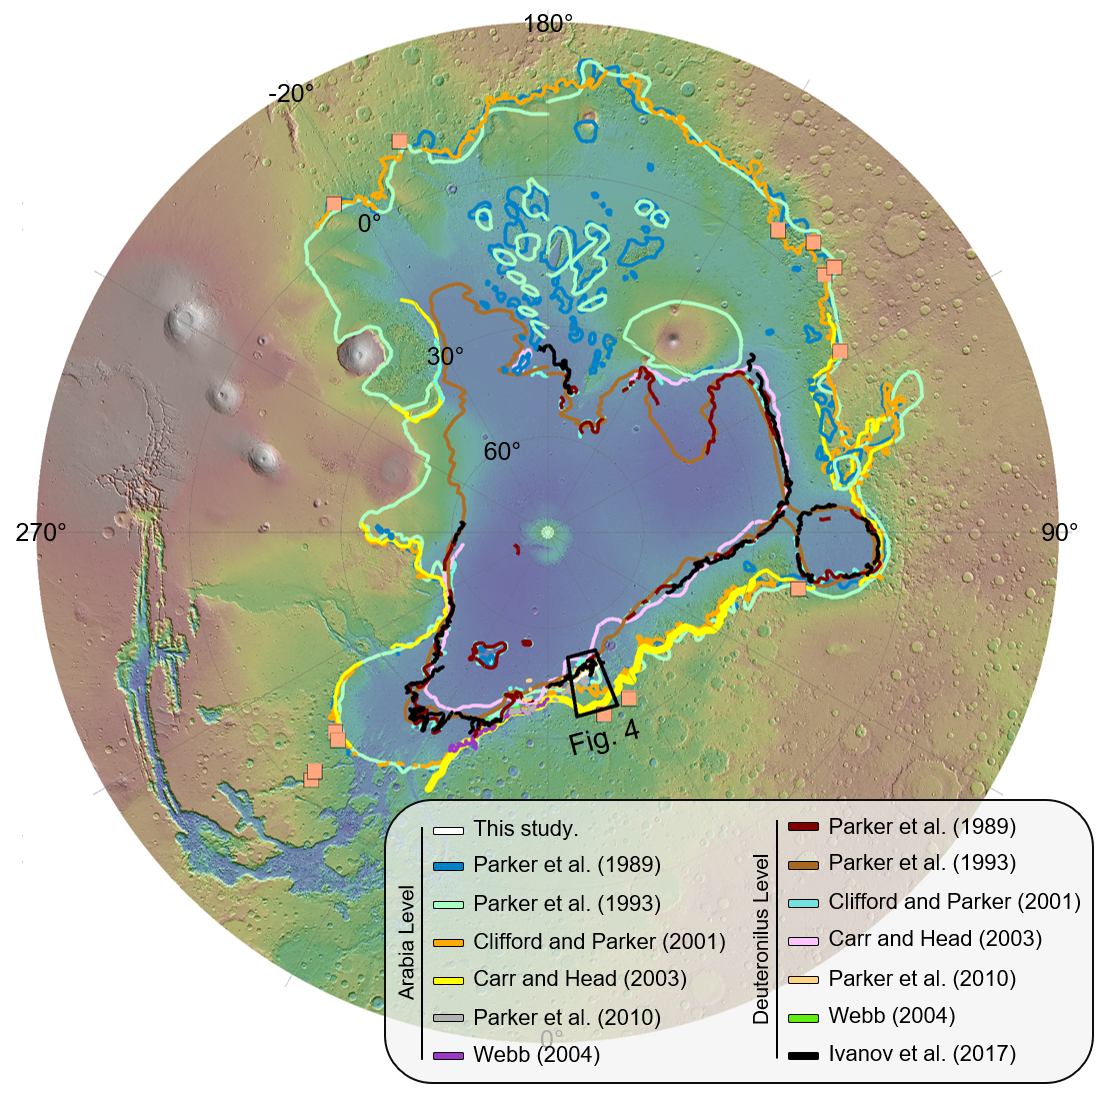 180°
-20°
0°
30°
60°
270°
90°
Fig. 4
0°
Arabia Level
This study.
Parker et al. (1989)
Parker et al. (1993)
Clifford and Parker (2001)
Carr and Head (2003)
Parker et al. (2010)
Webb (2004)
Deuteronilus Level
Parker et al. (1989)
Parker et al. (1993)
Clifford and Parker (2001)
Carr and Head (2003)
Parker et al. (2010)
Webb (2004)
Ivanov et al. (2017)